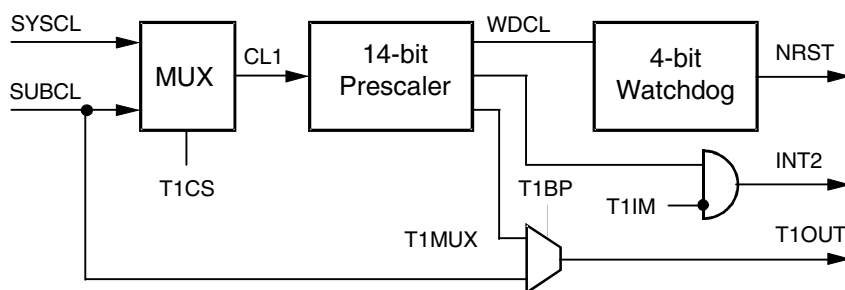 SYSCL
SUBCL
MUX
T1CS
CL1
14-bit
Prescaler
WDCL
4-bit
Watchdog
NRST
INT2
T1IM
T1BP
T1MUX
T1OUT